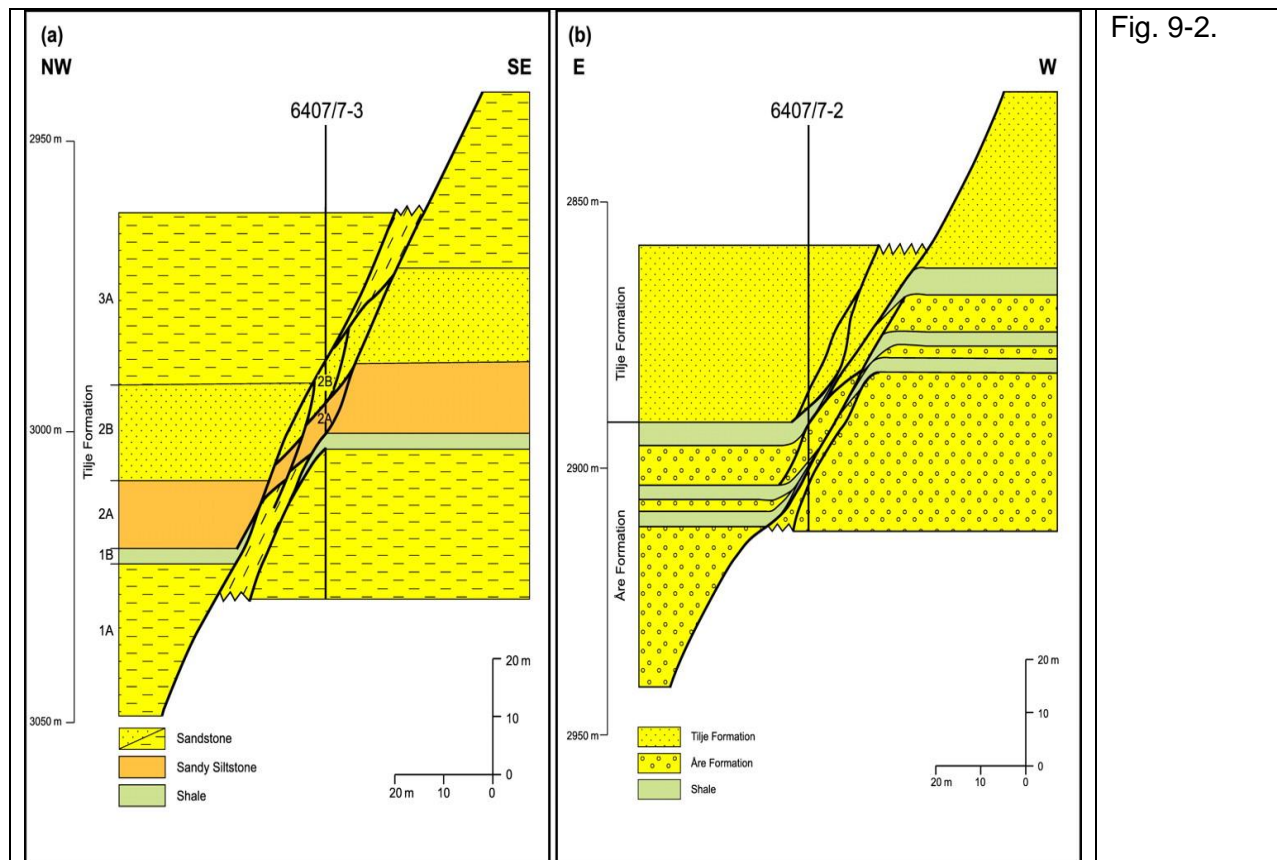 (a)
NW
SE
6407/7-3
2950 m
3000 m
3050 m
Tilje Formation
3A
2B
2A
1B
1A
2B
2A
20 m
10
0
20 m
10
0
Sandstone
Sandy Siltstone
Shale
(b)
E
W
6407/7-2
2850 m
2900 m
2950 m
Tilje Formation
Åre Formation
20 m
10
0
20 m
10
0
Tilje Formation
Åre Formation
Shale
Fig. 9-2.